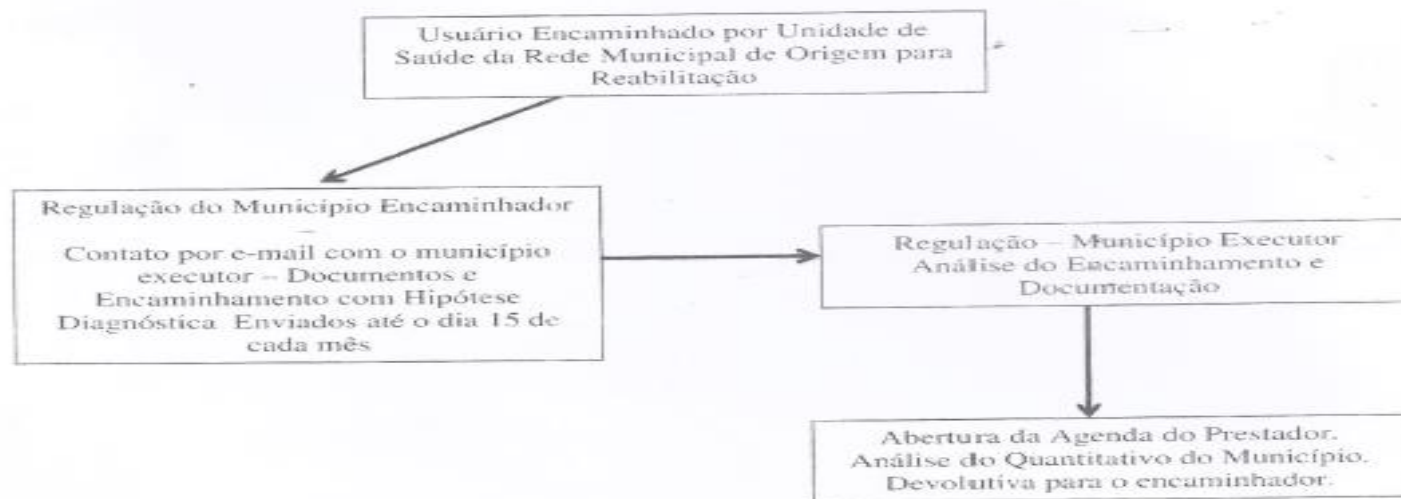 Usuário Encaminhado por Unidade de
Saúde da Rede Municipal de Origem para
Reabilitação
Regulação do Município Encaminhador
–
Contato por e-mail com o município
executor – Documentos e
Encaminhamento com Hipótese
Diagnóstica Enviados até o dia 15 de
cada mês
Regulação – Município Executor
Análise do Encaminhamento e
Documentação
Abertura da Agenda do Prestador.
Análise do Quantitativo do Município.
Devolutiva para o encaminhador.